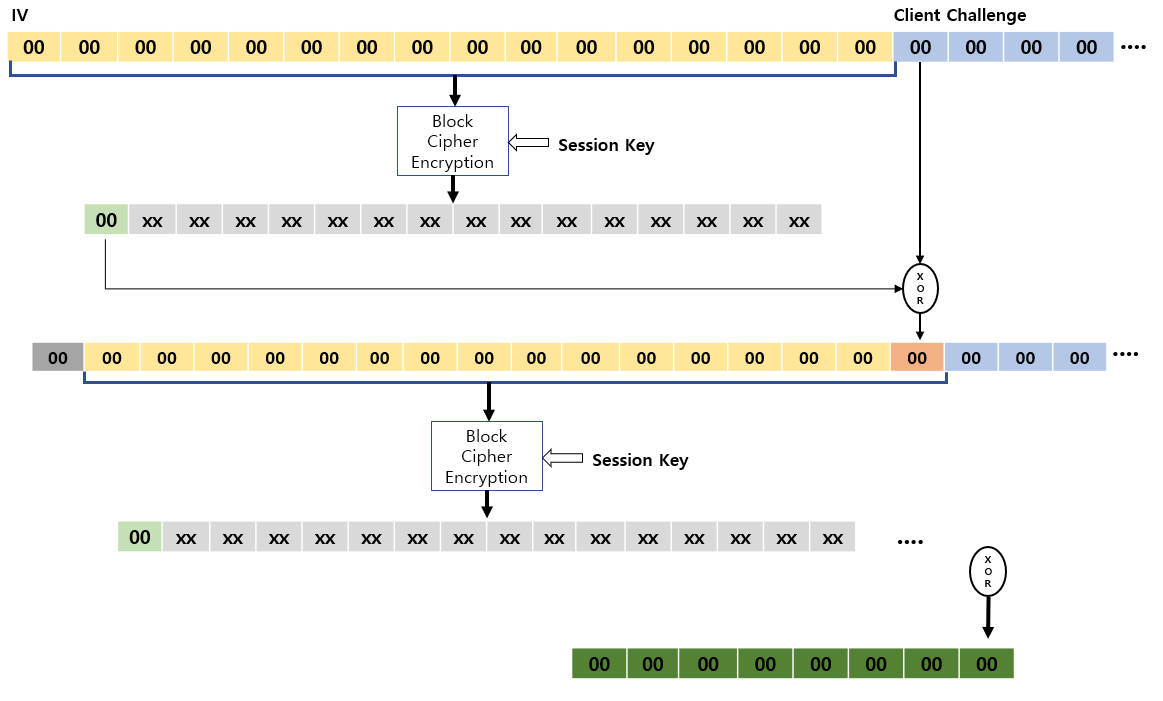 IV Client Challenge
00 00 00 00 00 00 00 00 00 00 00 00 00 00 00 00 00 00 00 00 ....
Block
Cipher
Encryption
Session Key
00 xx xx xx xx xx xx xx xx xx xx xx xx xx xx xx
X
O
R
00 00 00 00 00 00 00 00 00 00 00 00 00 00 00 00 00 00 00 00 ....
Block
Cipher
Encryption
Session Key
00 xx xx xx xx xx xx xx xx xx xx xx xx xx xx xx ....
X
O
R
00 00 00 00 00 00 00 00